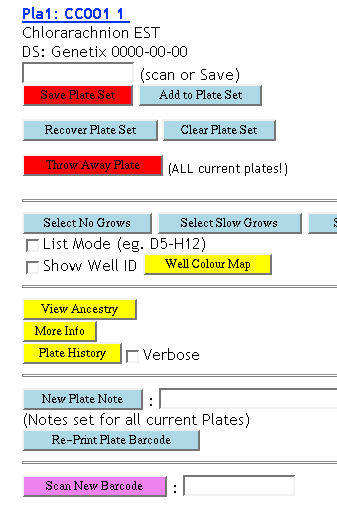 Pla1: CC001 1
Chlorarachnion EST
DS: Genetix 0000-00-00
(scan or Save)
Save Plate Set Add to Plate Set
Recover Plate Set Clear Plate Set
Throw Away Plate (ALL current plates!)
Select No Grows Select Slow Grows S
List Mode (eg. D5-H12)
Show Well ID Well Colour Map
View Ancestry
More Info
Plate History Verbose
New Plate Note :
(Notes set for all current Plates)
Re-Print Plate Barcode
Scan New Barcode :